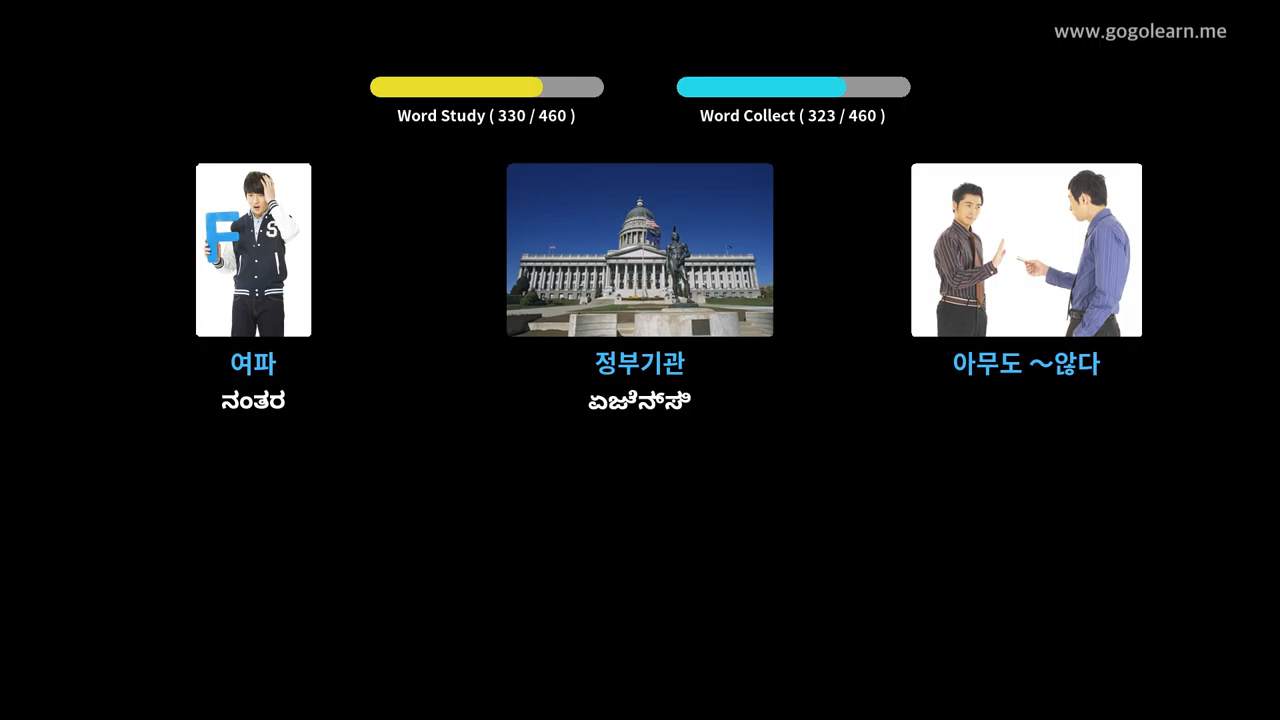 www.gogolearn.me
Word Study ( 330 / 460 )
Word Collect ( 323 / 460 )
F
S
여파
정부기관
아무도 ～않다
ನಂತರ
ಏಜೆನ್ಸಿ